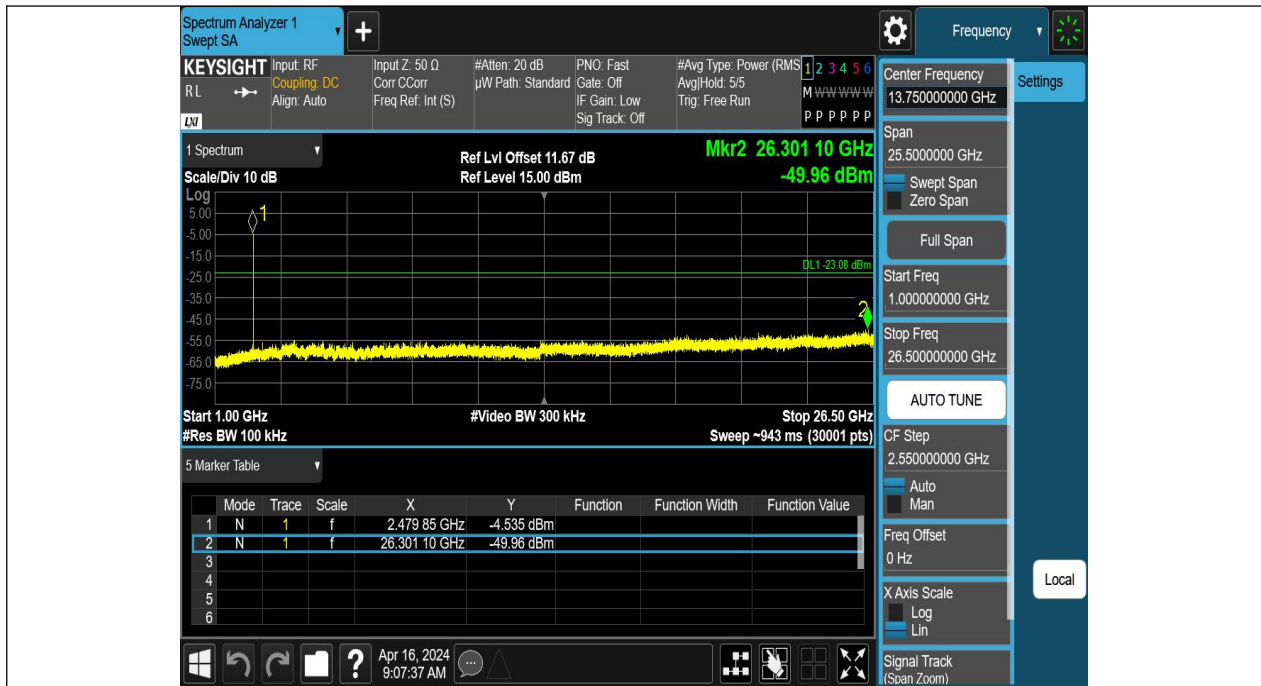 Spectrum Analyzer 1
Swept SA
+
Frequency
KEYSIGHT
RL
LXI
Input: RF
Coupling: DC
Align: Auto
Input Z: 50 Ω
Corr CCorr
Freq Ref: Int (S)
#Atten: 20 dB
µW Path: Standard
PNO: Fast
Gate: Off
IF Gain: Low
Sig Track: Off
#Avg Type: Power (RMS
Avg|Hold: 5/5
Trig: Free Run
1 2 3 4 5 6
M W W W W W
P P P P P P
1 Spectrum
Scale/Div 10 dB
Ref Lvl Offset 11.67 dB
Ref Level 15.00 dBm
Mkr2 26.301 10 GHz
-49.96 dBm
Log
5.00
-5.00
-15.0
-25.0
-35.0
-45.0
-55.0
-65.0
-75.0
1
DL1 -23.08 dBm
2
Start 1.00 GHz
#Video BW 300 kHz
Stop 26.50 GHz
#Res BW 100 kHz
Sweep ~943 ms (30001 pts)
5 Marker Table
Mode Trace Scale X Y Function Function Width Function Value
1 N 1 f 2.479 85 GHz -4.535 dBm
2 N 1 f 26.301 10 GHz -49.96 dBm
3
4
5
6
?
Apr 16, 2024
9:07:37 AM
Center Frequency
13.750000000 GHz
Settings
Span
25.5000000 GHz
Swept Span
Zero Span
Full Span
Start Freq
1.000000000 GHz
Stop Freq
26.500000000 GHz
AUTO TUNE
CF Step
2.550000000 GHz
Auto
Man
Freq Offset
0 Hz
Local
X Axis Scale
Log
Lin
Signal Track
(Span Zoom)